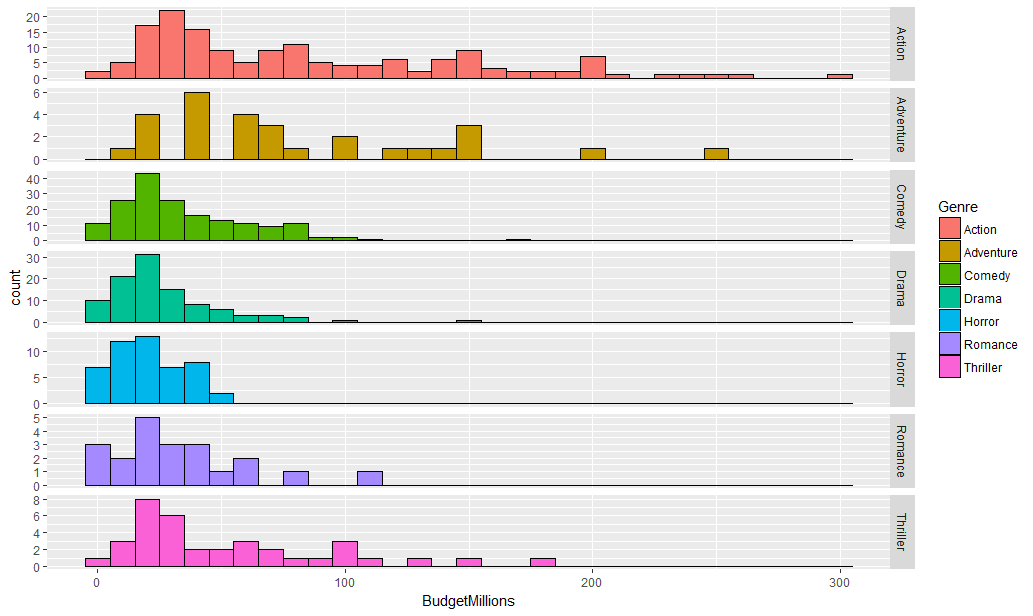 20
15
10
5
0
Action
6
4
2
0
Adventure
40
30
20
10
0
Comedy
30
20
10
0
Drama
10
5
0
Horror
5
4
3
2
1
0
Romance
8
6
4
2
0
Thriller
count
0 100 200 300
BudgetMillions
Genre
Action
Adventure
Comedy
Drama
Horror
Romance
Thriller